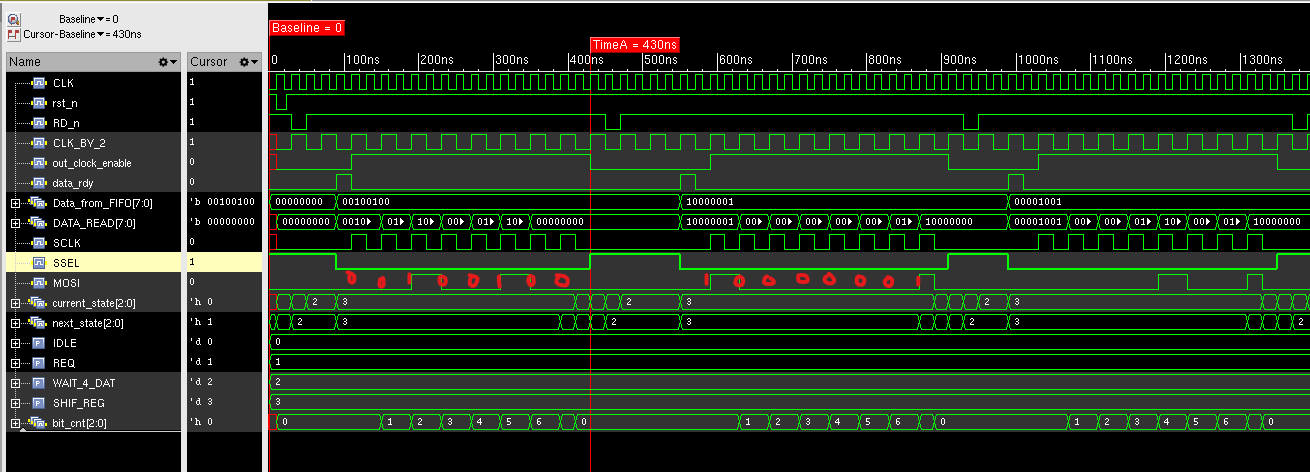 Baseline = 0
Cursor-Baseline = 430ns
Baseline = 0
TimeA = 430ns
Name Cursor 0 100ns 200ns 300ns 400ns 500ns 600ns 700ns 800ns 900ns 1000ns 1100ns 1200ns 1300ns
CLK 1
rst_n 1
RD_n 1
CLK_BY_2 1
out_clock_enable 0
data_rdy 0
Data_from_FIFO[7:0] 'b 00100100 00000000 00100100 10000001 00001001
DATA_READ[7:0] 'b 00000000 00000000 0010 01 10 00 01 10 00000000 10000001 00 00 00 00 00 01 10000000 00001001 00 00 01 00 01 10000000
SCLK 0
SSEL 1
MOSI 0 0 0 1 0 0 1 0 0 1 0 0 0 0 0 0 1
current_state[2:0] 'h 0 2 3 2 3 2 3
next_state[2:0] 'h 1 2 3 2 3 2 3 2
IDLE 'd 0 0
REQ 'd 1 1
WAIT_4_DAT 'd 2 2
SHIF_REG 'd 3 3
bit_cnt[2:0] 'h 0 0 1 2 3 4 5 6 0 1 2 3 4 5 6 0 1 2 3 4 5 6 0